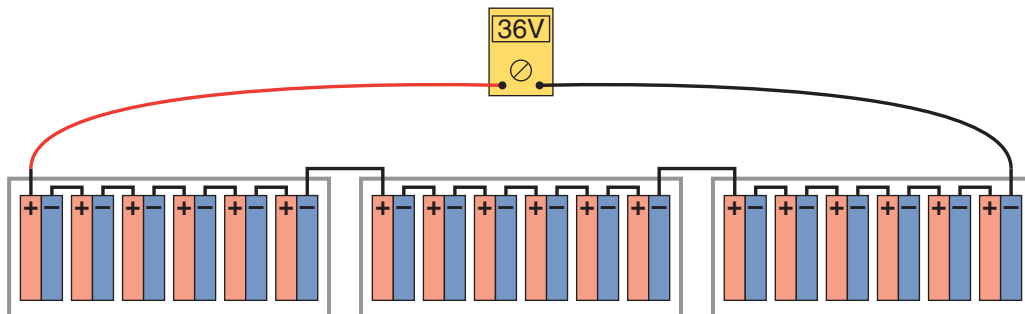 36V
+ − + − + − + − + − + − + − + − + − + − + − + − + − + − + − + − + − + −